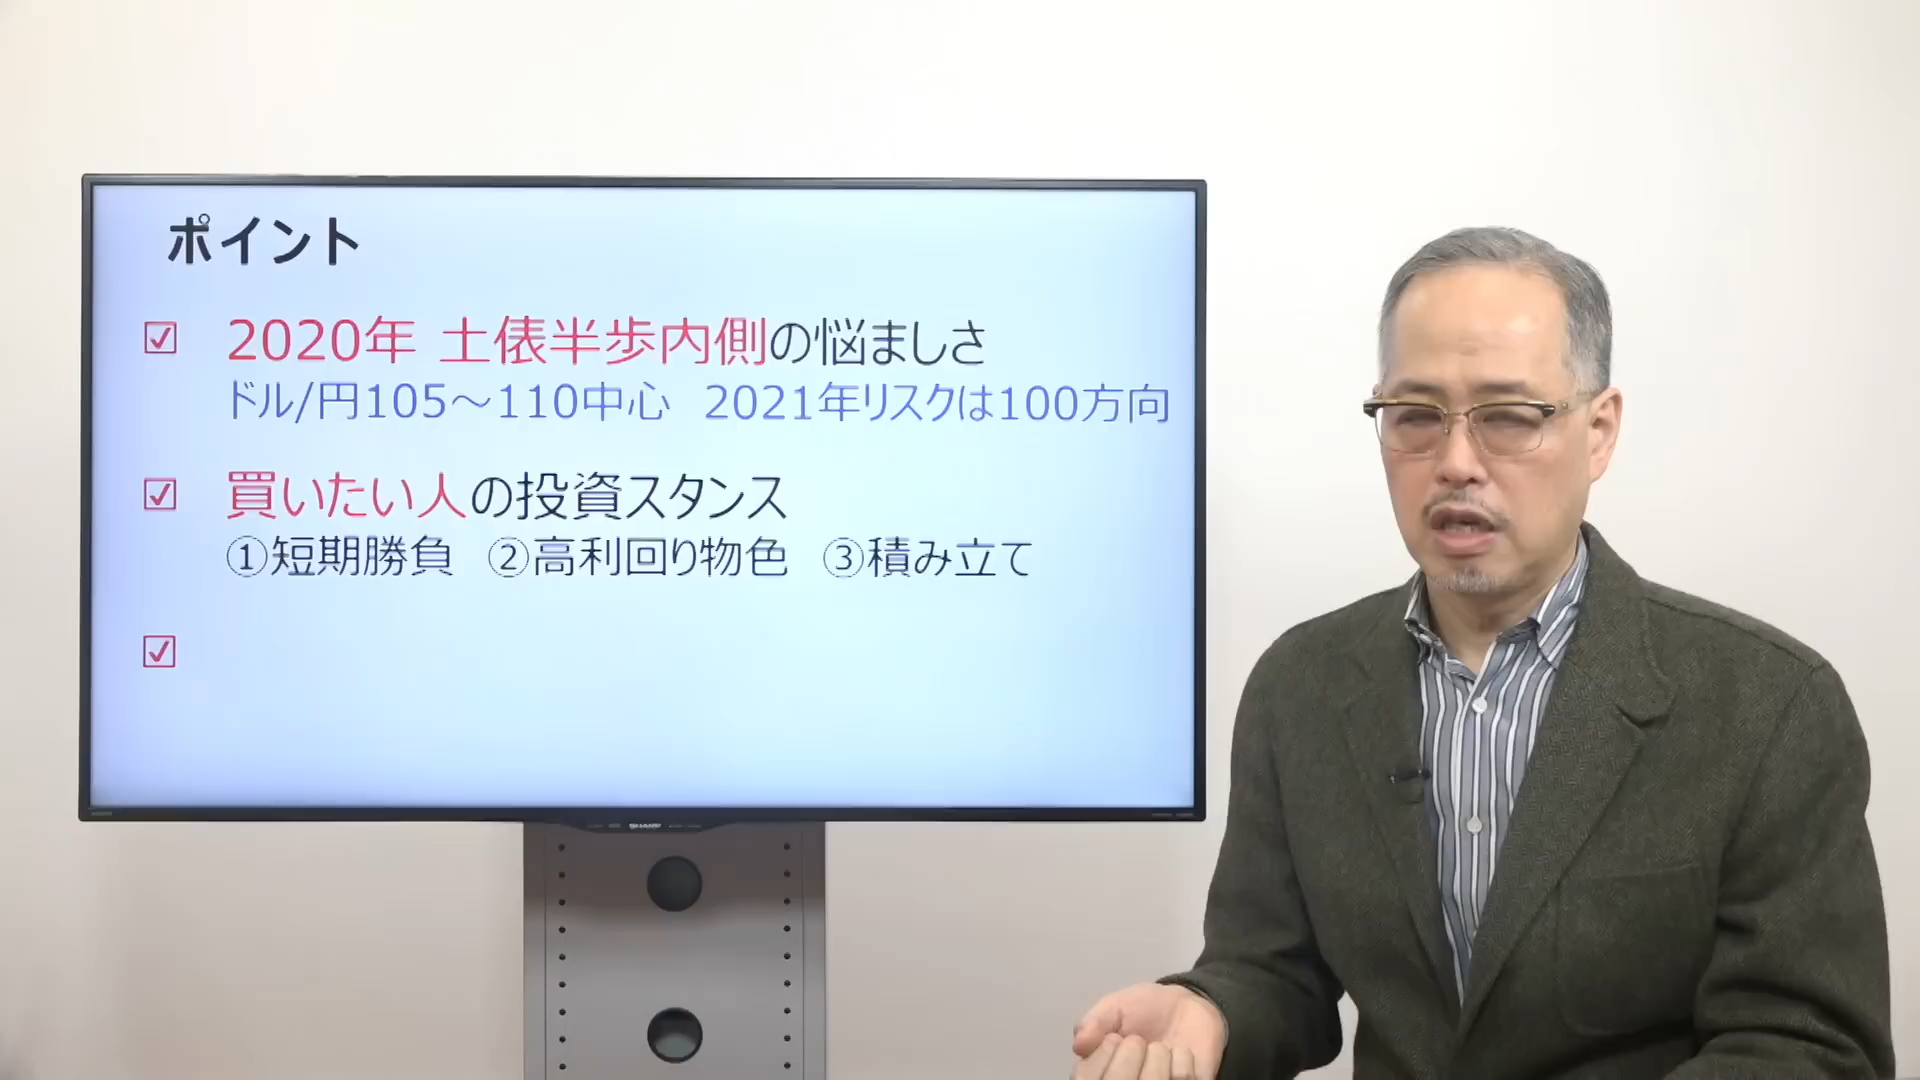 ポイント
☑ 2020年 土俵半歩内側の悩ましさ
ドル/円105～110中心 2021年リスクは100方向
☑ 買いたい人の投資スタンス
①短期勝負 ②高利回り物色 ③積み立て
☑
SHARP